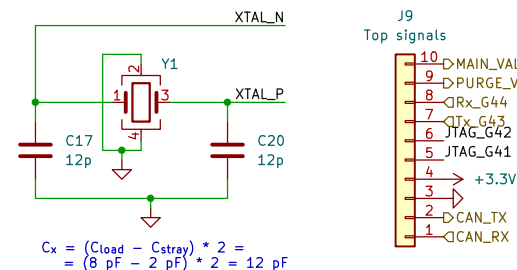 XTAL_N
Y1
2
1
3
XTAL_P
4
C17
12p
C20
12p
Cx = (Cload - Cstray) * 2 =
= (8 pF - 2 pF) * 2 = 12 pF
J9
Top signals
10 MAIN_VAL
9 PURGE_V
8 Rx_G44
7 Tx_G43
6 JTAG_G42
5 JTAG_G41
4 +3.3V
3
2 CAN_TX
1 CAN_RX